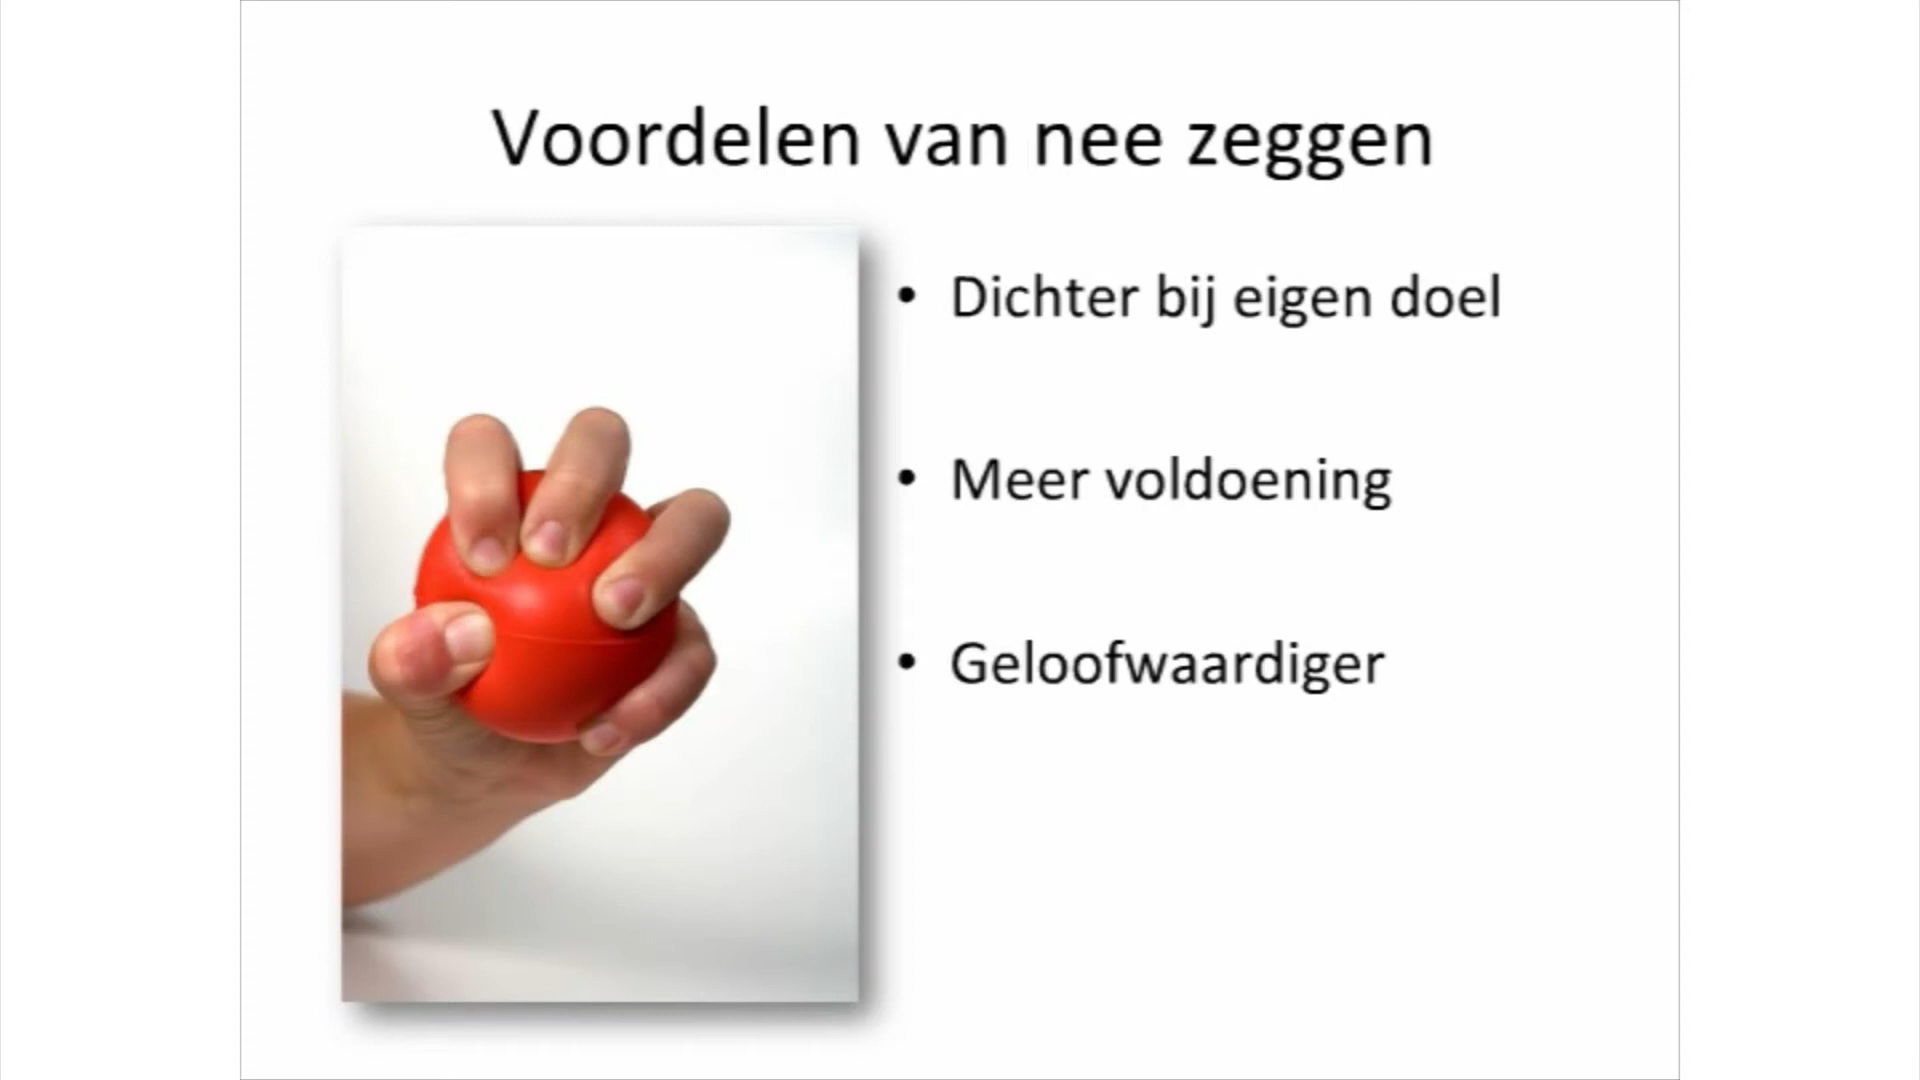 Voordelen van nee zeggen
• Dichter bij eigen doel
• Meer voldoening
• Geloofwaardiger